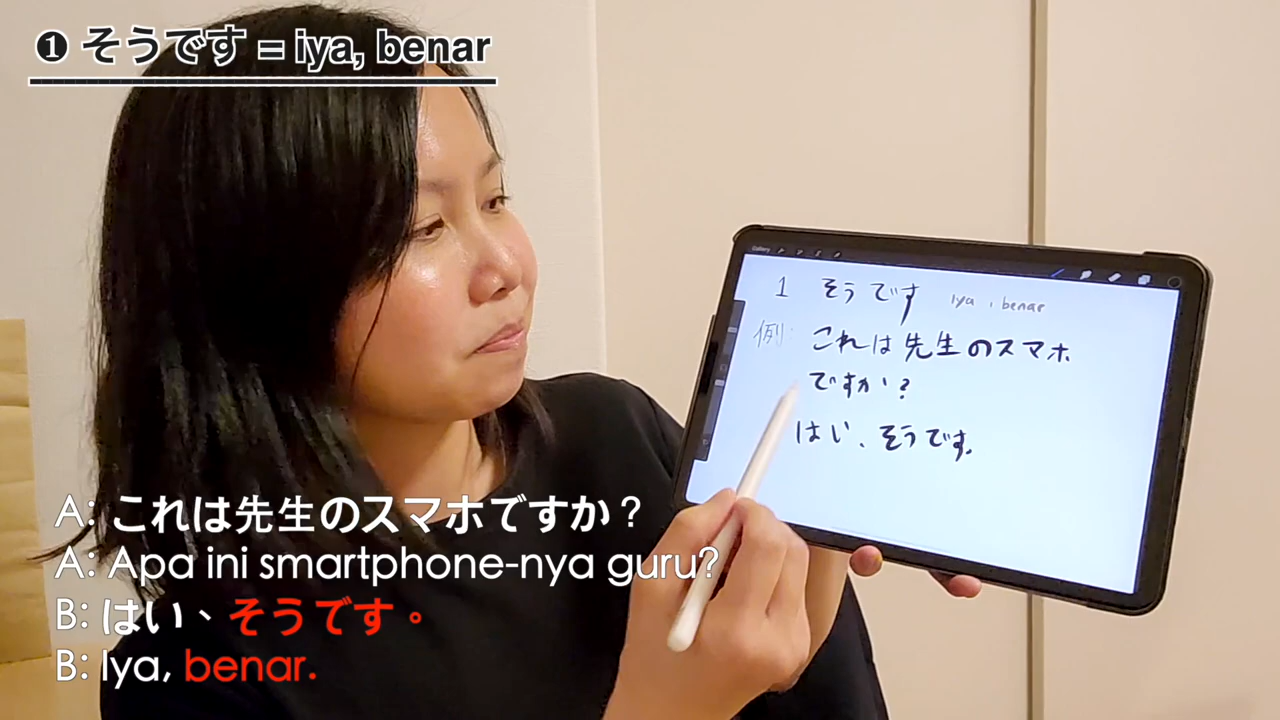 ❶ そうです = iya, benar
Gallery
1 そうです iya, benar
例: これは先生のスマホ
ですか?
はい、そうです。
A: これは先生のスマホですか？
A: Apa ini smartphone-nya guru?
B: はい、そうです。
B: Iya, benar.